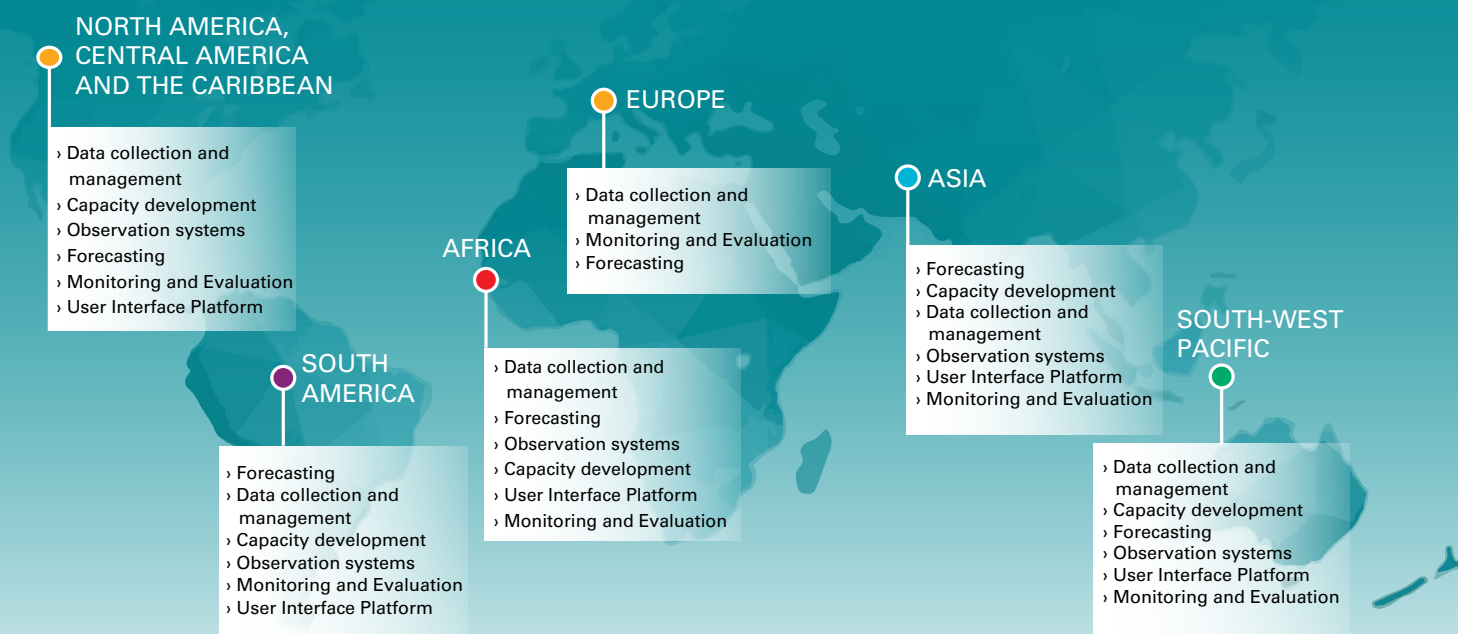 NORTH AMERICA,
CENTRAL AMERICA
AND THE CARIBBEAN
› Data collection and
management
› Capacity development
› Observation systems
› Forecasting
› Monitoring and Evaluation
› User Interface Platform
SOUTH
AMERICA
› Forecasting
› Data collection and
management
› Capacity development
› Observation systems
› Monitoring and Evaluation
› User Interface Platform
EUROPE
› Data collection and
management
› Monitoring and Evaluation
› Forecasting
AFRICA
› Data collection and
management
› Forecasting
› Observation systems
› Capacity development
› User Interface Platform
› Monitoring and Evaluation
ASIA
› Forecasting
› Capacity development
› Data collection and
management
› Observation systems
› User Interface Platform
› Monitoring and Evaluation
SOUTH-WEST
PACIFIC
› Data collection and
management
› Capacity development
› Forecasting
› Observation systems
› User Interface Platform
› Monitoring and Evaluation